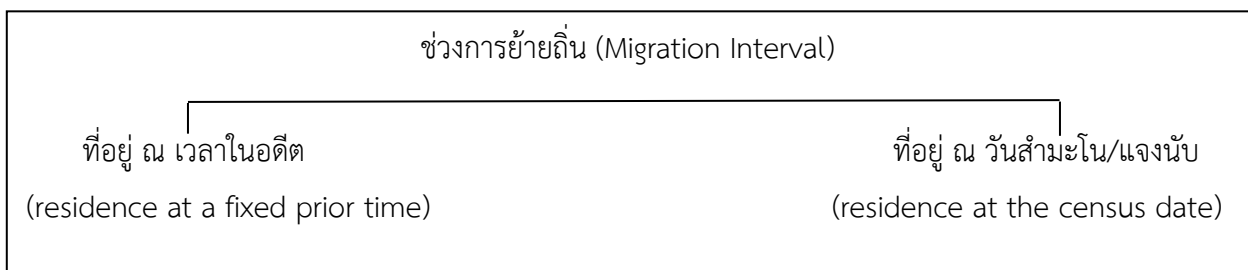 ช่วงการย้ายถิ่น (Migration Interval)
ที่อยู่ ณ เวลาในอดีต
(residence at a fixed prior time)
ที่อยู่ ณ วันสำมะโน/แจงนับ
(residence at the census date)